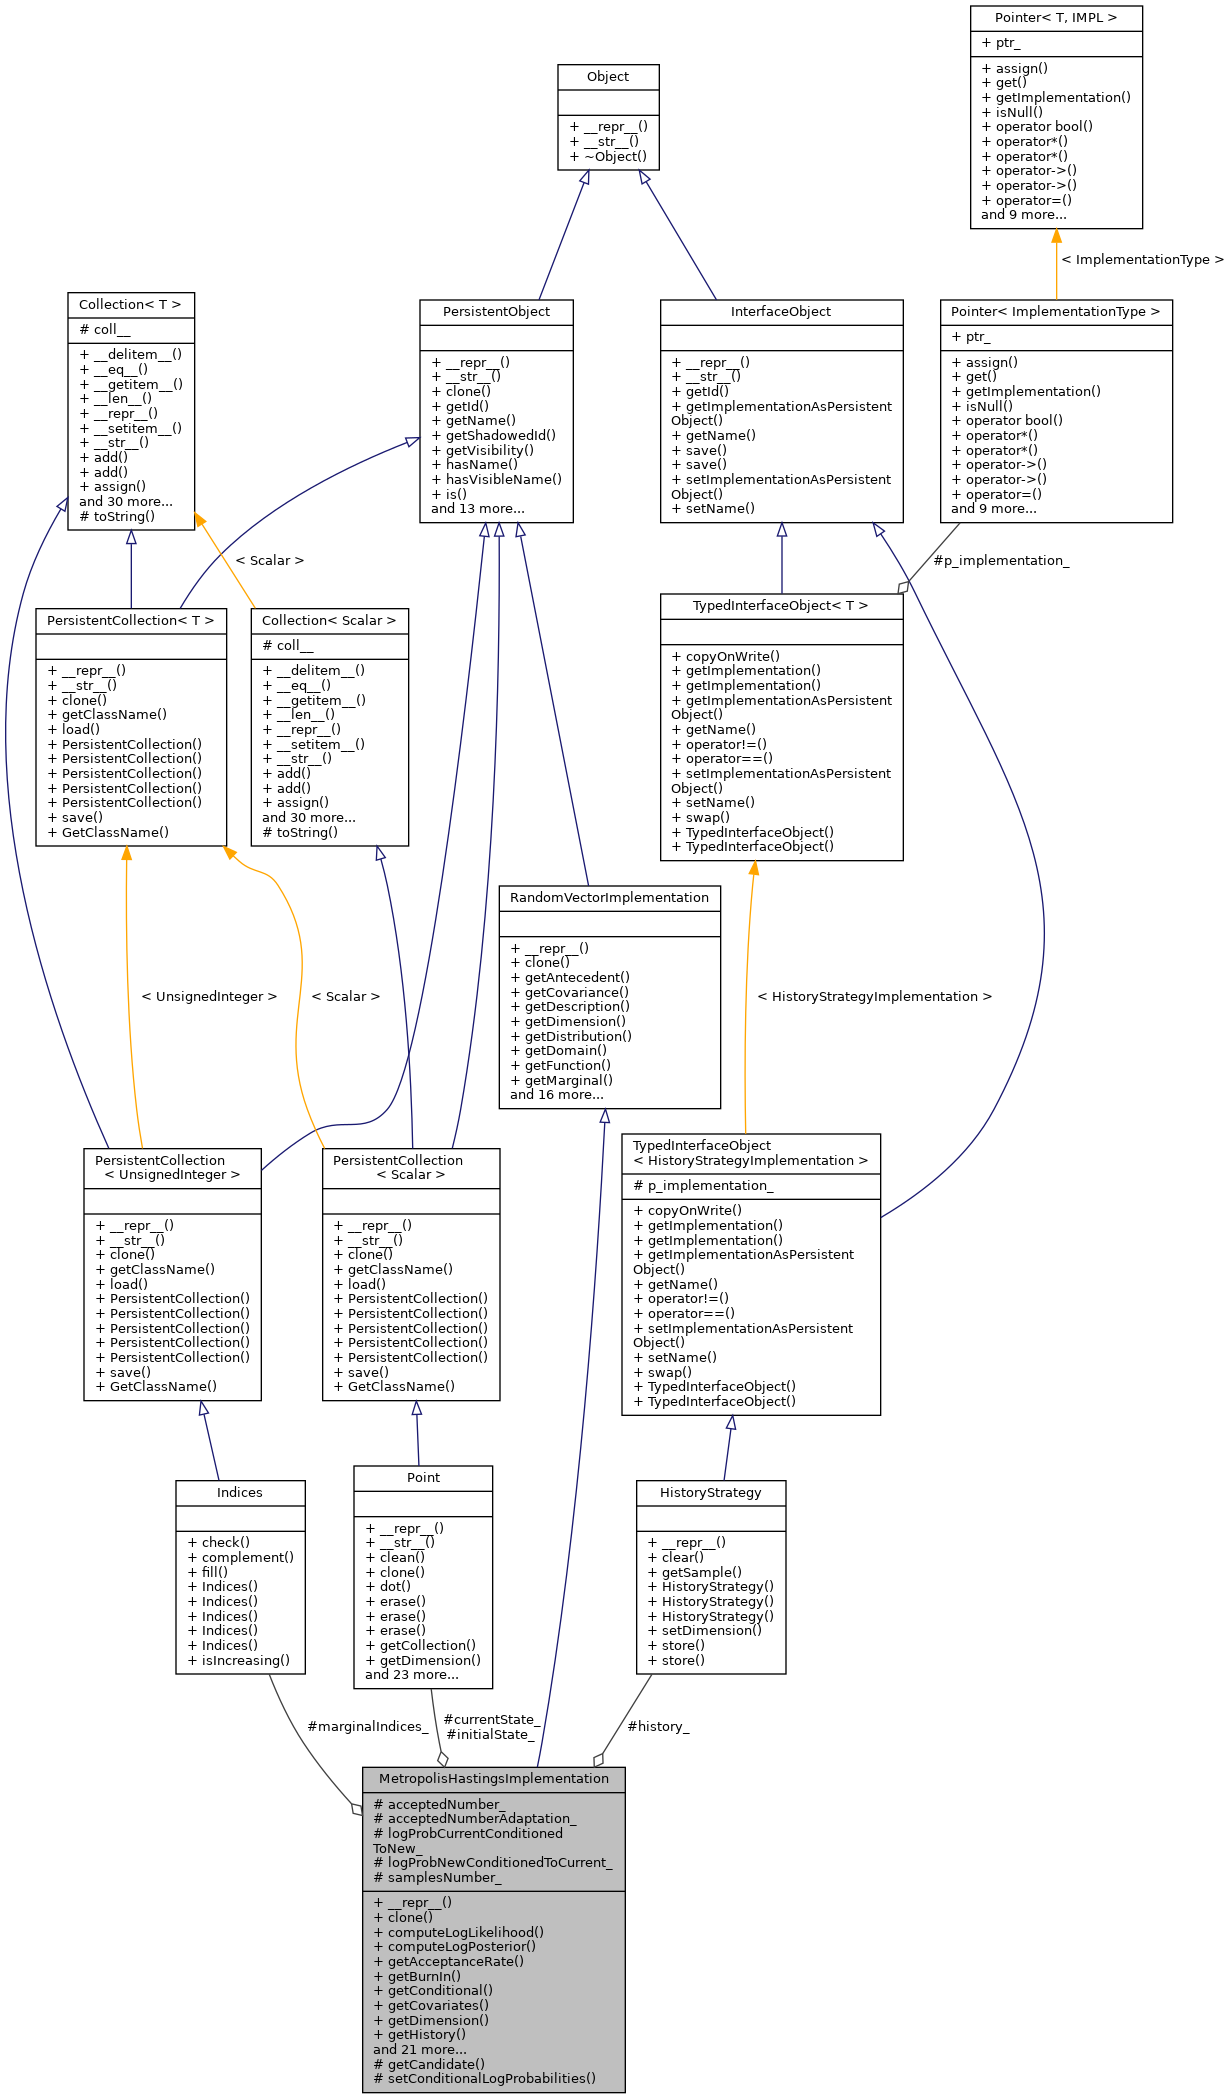 Pointer< T, IMPL >
+ ptr_
+ assign()
+ get()
+ getImplementation()
+ isNull()
+ operator bool()
+ operator*()
+ operator*()
+ operator->()
+ operator->()
+ operator=()
and 9 more...
Object
+ __repr__()
+ __str__()
+ ~Object()
< ImplementationType >
Collection< T >
# coll__
+ __delitem__()
+ __eq__()
+ __getitem__()
+ __len__()
+ __repr__()
+ __setitem__()
+ __str__()
+ add()
+ add()
+ assign()
and 30 more...
# toString()
PersistentObject
+ __repr__()
+ __str__()
+ clone()
+ getId()
+ getName()
+ getShadowedId()
+ getVisibility()
+ hasName()
+ hasVisibleName()
+ is()
and 13 more...
InterfaceObject
+ __repr__()
+ __str__()
+ getId()
+ getImplementationAsPersistent
Object()
+ getName()
+ save()
+ save()
+ setImplementationAsPersistent
Object()
+ setName()
Pointer< ImplementationType >
+ ptr_
+ assign()
+ get()
+ getImplementation()
+ isNull()
+ operator bool()
+ operator*()
+ operator*()
+ operator->()
+ operator->()
+ operator=()
and 9 more...
< Scalar >
#p_implementation_
PersistentCollection< T >
+ __repr__()
+ __str__()
+ clone()
+ getClassName()
+ load()
+ PersistentCollection()
+ PersistentCollection()
+ PersistentCollection()
+ PersistentCollection()
+ PersistentCollection()
+ save()
+ GetClassName()
Collection< Scalar >
# coll__
+ __delitem__()
+ __eq__()
+ __getitem__()
+ __len__()
+ __repr__()
+ __setitem__()
+ __str__()
+ add()
+ add()
+ assign()
and 30 more...
# toString()
TypedInterfaceObject< T >
+ copyOnWrite()
+ getImplementation()
+ getImplementation()
+ getImplementationAsPersistent
Object()
+ getName()
+ operator!=()
+ operator==()
+ setImplementationAsPersistent
Object()
+ setName()
+ swap()
+ TypedInterfaceObject()
+ TypedInterfaceObject()
RandomVectorImplementation
+ __repr__()
+ clone()
+ getAntecedent()
+ getCovariance()
+ getDescription()
+ getDimension()
+ getDistribution()
+ getDomain()
+ getFunction()
+ getMarginal()
and 16 more...
< UnsignedInteger >
< Scalar >
< HistoryStrategyImplementation >
PersistentCollection
< UnsignedInteger >
+ __repr__()
+ __str__()
+ clone()
+ getClassName()
+ load()
+ PersistentCollection()
+ PersistentCollection()
+ PersistentCollection()
+ PersistentCollection()
+ PersistentCollection()
+ save()
+ GetClassName()
PersistentCollection
< Scalar >
+ __repr__()
+ __str__()
+ clone()
+ getClassName()
+ load()
+ PersistentCollection()
+ PersistentCollection()
+ PersistentCollection()
+ PersistentCollection()
+ PersistentCollection()
+ save()
+ GetClassName()
TypedInterfaceObject
< HistoryStrategyImplementation >
# p_implementation_
+ copyOnWrite()
+ getImplementation()
+ getImplementation()
+ getImplementationAsPersistent
Object()
+ getName()
+ operator!=()
+ operator==()
+ setImplementationAsPersistent
Object()
+ setName()
+ swap()
+ TypedInterfaceObject()
+ TypedInterfaceObject()
Indices
+ check()
+ complement()
+ fill()
+ Indices()
+ Indices()
+ Indices()
+ Indices()
+ Indices()
+ isIncreasing()
Point
+ __repr__()
+ __str__()
+ clean()
+ clone()
+ dot()
+ erase()
+ erase()
+ erase()
+ getCollection()
+ getDimension()
and 23 more...
HistoryStrategy
+ __repr__()
+ clear()
+ getSample()
+ HistoryStrategy()
+ HistoryStrategy()
+ HistoryStrategy()
+ setDimension()
+ store()
+ store()
#marginalIndices_
#currentState_
#initialState_
#history_
MetropolisHastingsImplementation
# acceptedNumber_
# acceptedNumberAdaptation_
# logProbCurrentConditioned
ToNew_
# logProbNewConditionedToCurrent_
# samplesNumber_
+ __repr__()
+ clone()
+ computeLogLikelihood()
+ computeLogPosterior()
+ getAcceptanceRate()
+ getBurnIn()
+ getConditional()
+ getCovariates()
+ getDimension()
+ getHistory()
and 21 more...
# getCandidate()
# setConditionalLogProbabilities()